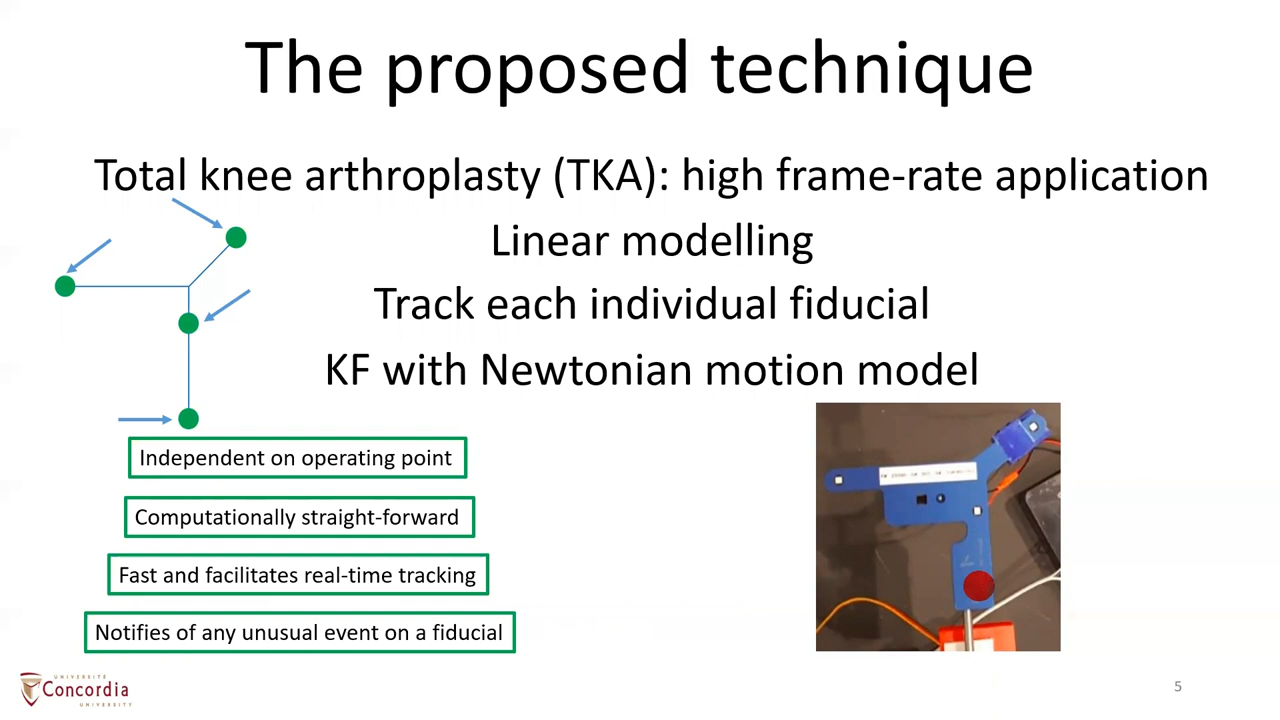 The proposed technique
Total knee arthroplasty (TKA): high frame-rate application
Linear modelling
Track each individual fiducial
KF with Newtonian motion model
Independent on operating point
Computationally straight-forward
Fast and facilitates real-time tracking
Notifies of any unusual event on a fiducial
UNIVERSITÉ
Concordia
UNIVERSITY
5